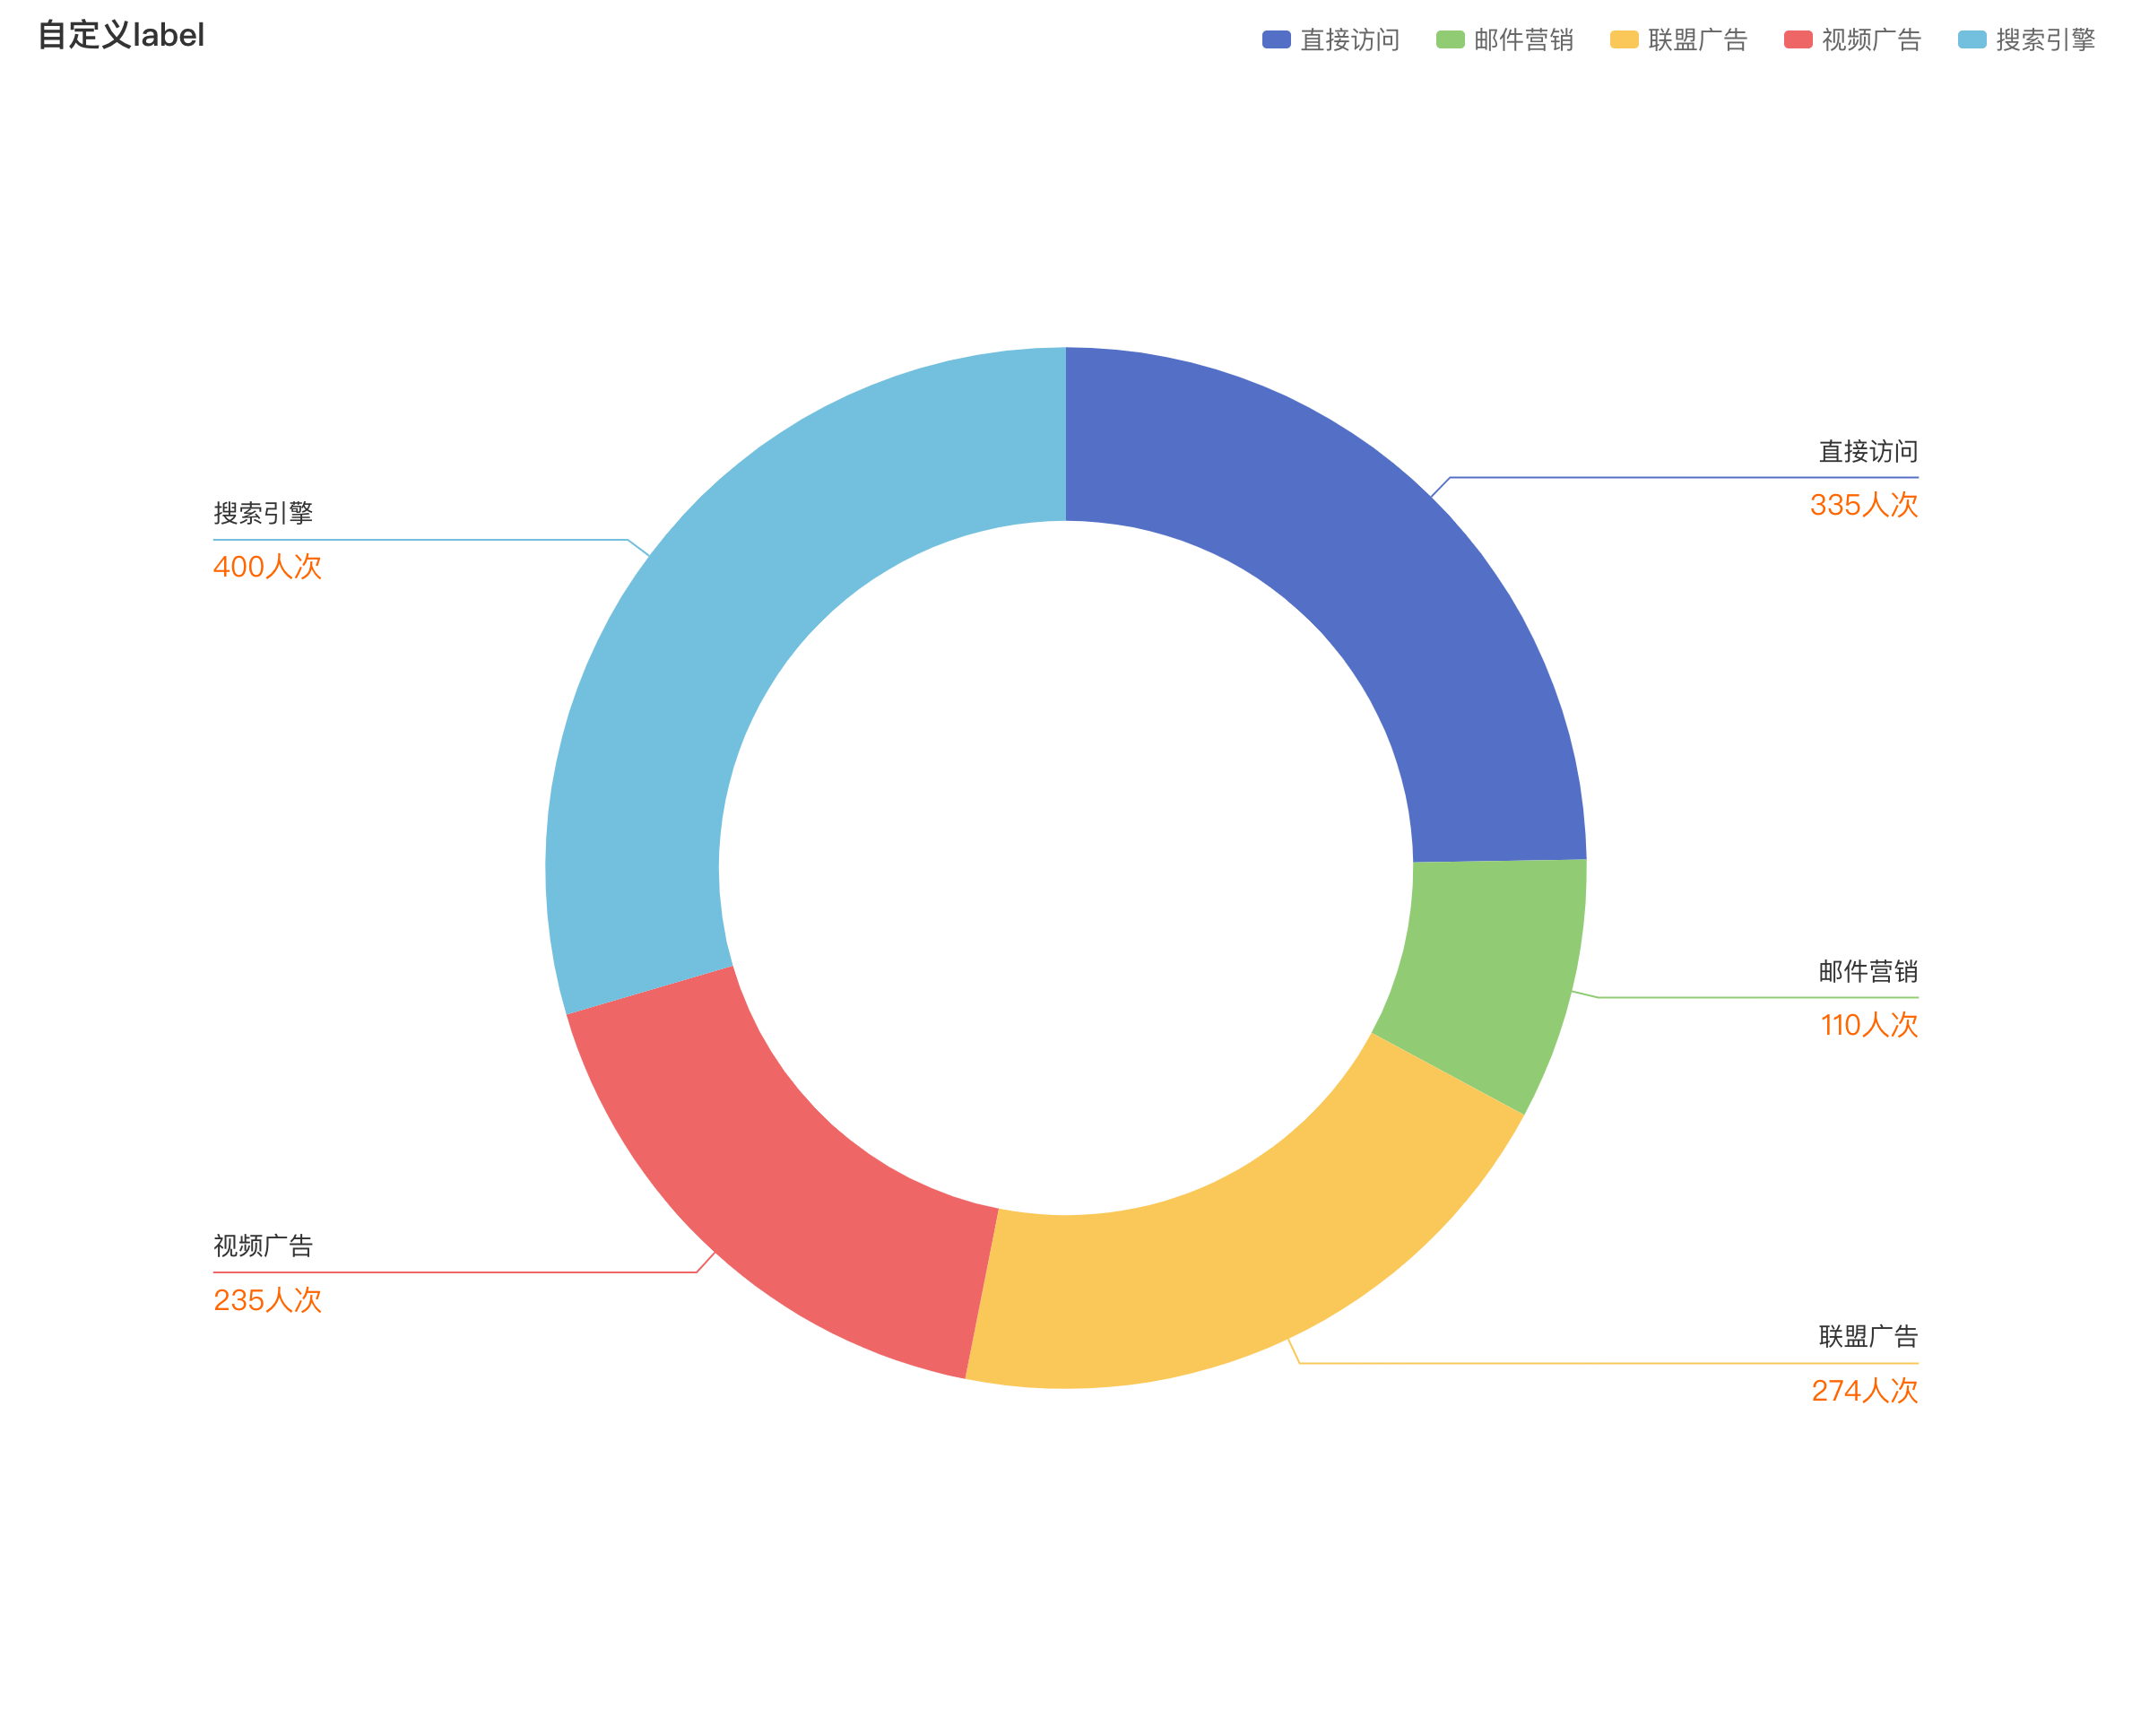 自定义label
直接访问 邮件营销 联盟广告 视频广告 搜索引擎
直接访问
335人次
搜索引擎
400人次
邮件营销
110人次
视频广告
235人次
联盟广告
274人次